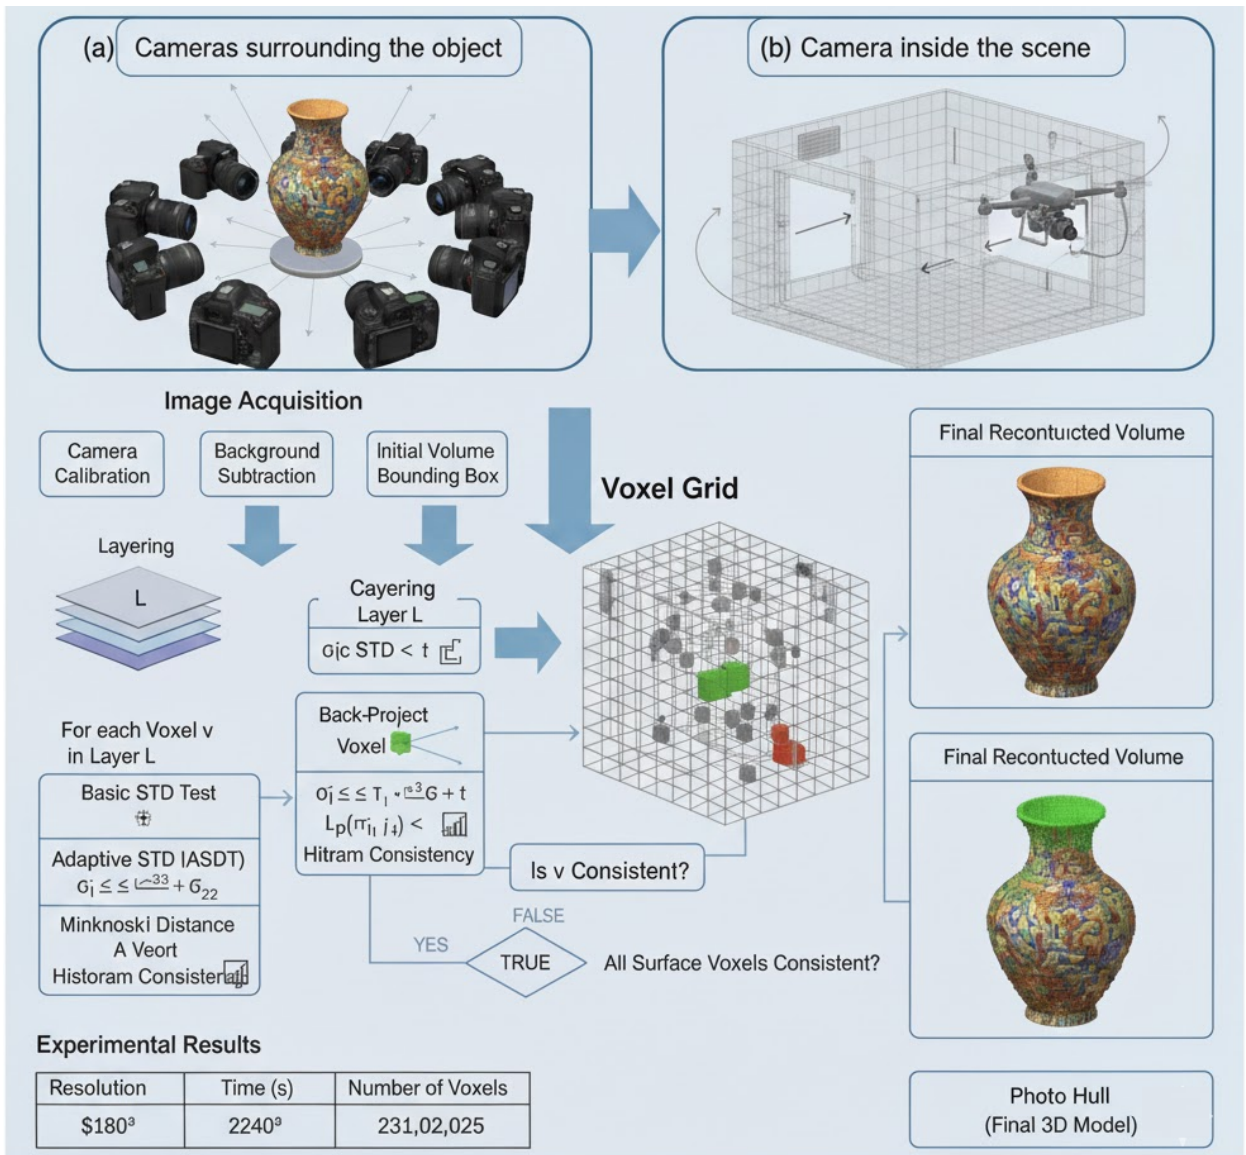 (a) Cameras surrounding the object
(b) Camera inside the scene
Image Acquisition
Camera
Calibration
Background
Subtraction
Initial Volume
Bounding Box
Voxel Grid
Layering
L
Cayering
Layer L
σic STD < t
For each Voxel v
in Layer L
Basic STD Test
Adaptive STD |ASDT)
Minknoski Distance
A Veort
Back-Project
Voxel
Hitram Consistency
Is v Consistent?
FALSE
YES
TRUE
All Surface Voxels Consistent?
Final Recontuicted Volume
Final Recontucted Volume
Photo Hull
(Final 3D Model)
Experimental Results
Resolution
Time (s)
Number of Voxels
$180³
2240³
231,02,025